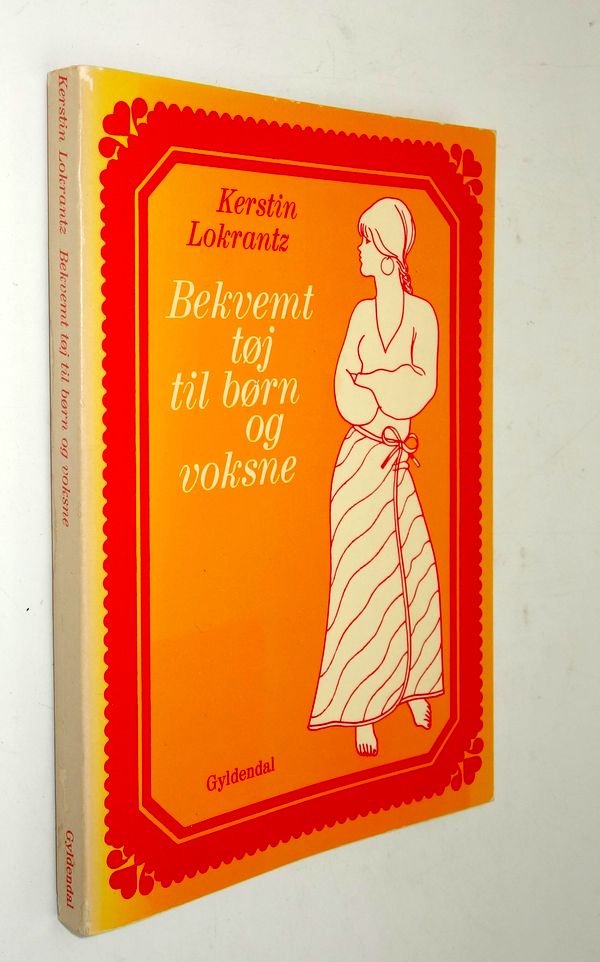 Kerstin Lokrantz Bekvemt tøj til børn og voksne
Gyldendal
Kerstin
Lokrantz
Bekvemt
tøj
til børn
og
voksne
Gyldendal